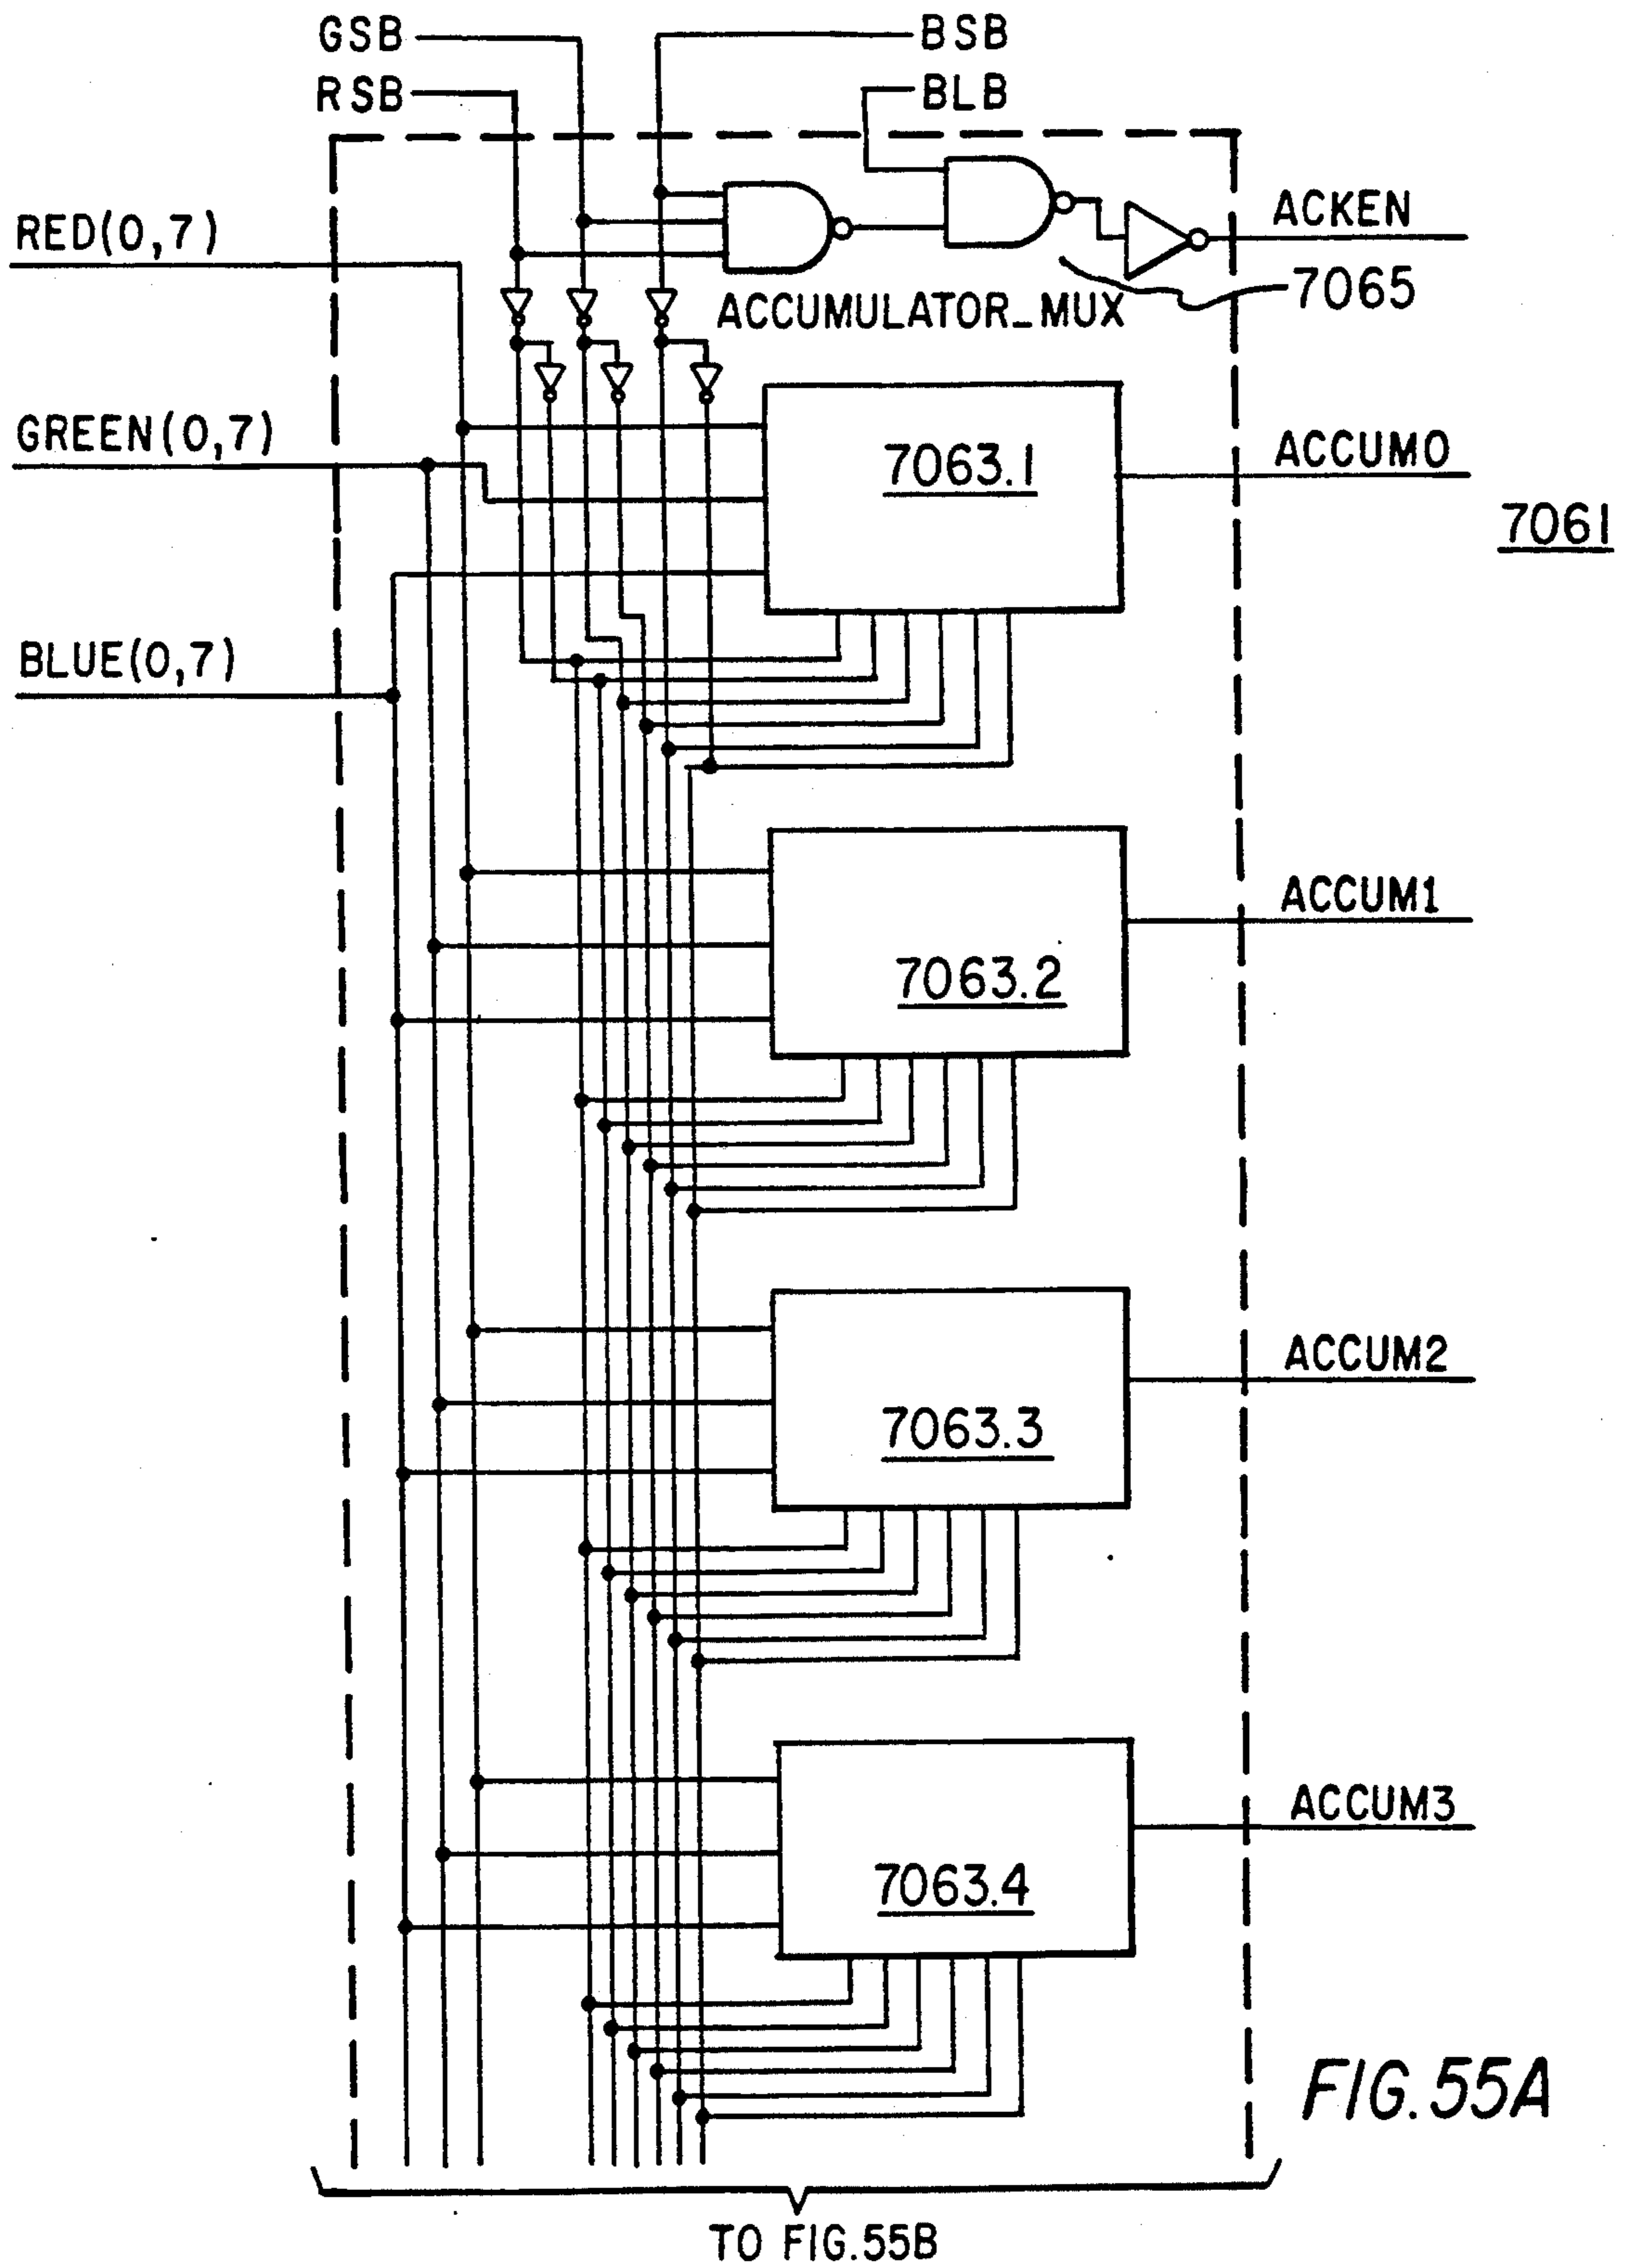 GSB
BSB
RSB
BLB
RED(0,7)
ACKEN
7065
ACCUMULATOR_MUX
GREEN(0,7)
7063.1
ACCUM0
7061
BLUE(0,7)
ACCUM1
7063.2
ACCUM2
7063.3
ACCUM3
7063.4
FIG.55A
TO FIG.55B